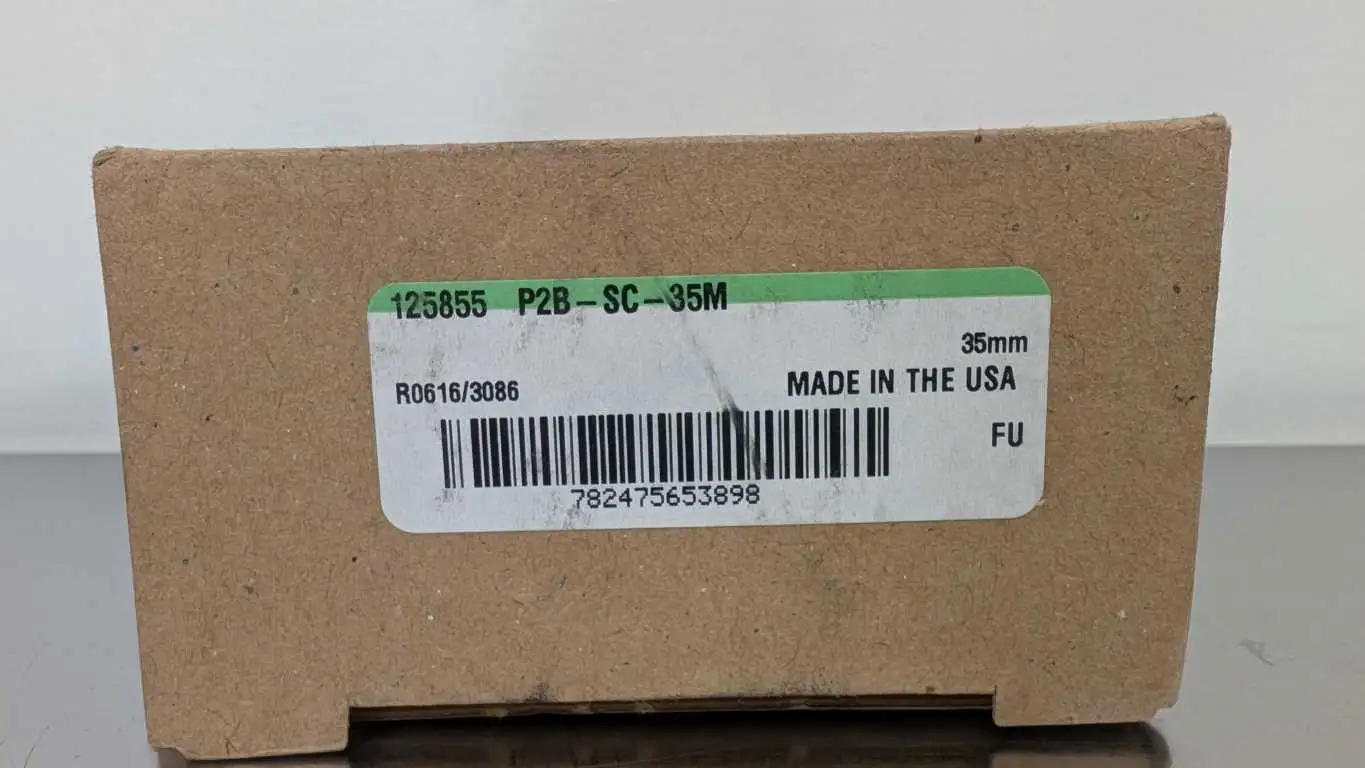 125855 P2B-SC-35M
35mm
R0616/3086 MADE IN THE USA
FU
782475653898